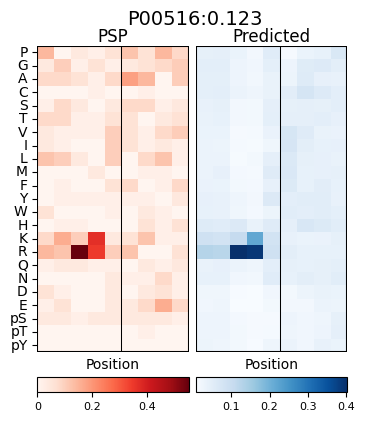 P00516:0.123
PSP Predicted
P
G
A
C
S
T
V
I
L
M
F
Y
W
H
K
R
Q
N
D
E
pS
pT
pY
Position Position
0 0.2 0.4 0.1 0.2 0.3 0.4